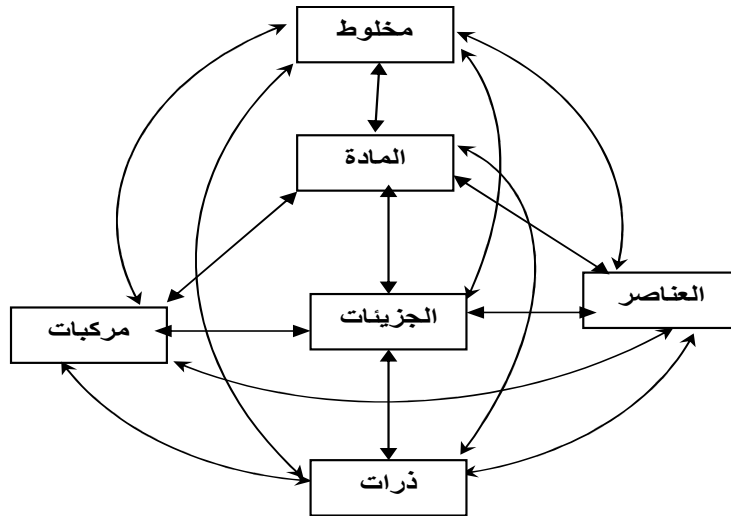 مخلوط
المادة
العناصر
الجزيئات
مركبات
ذرات